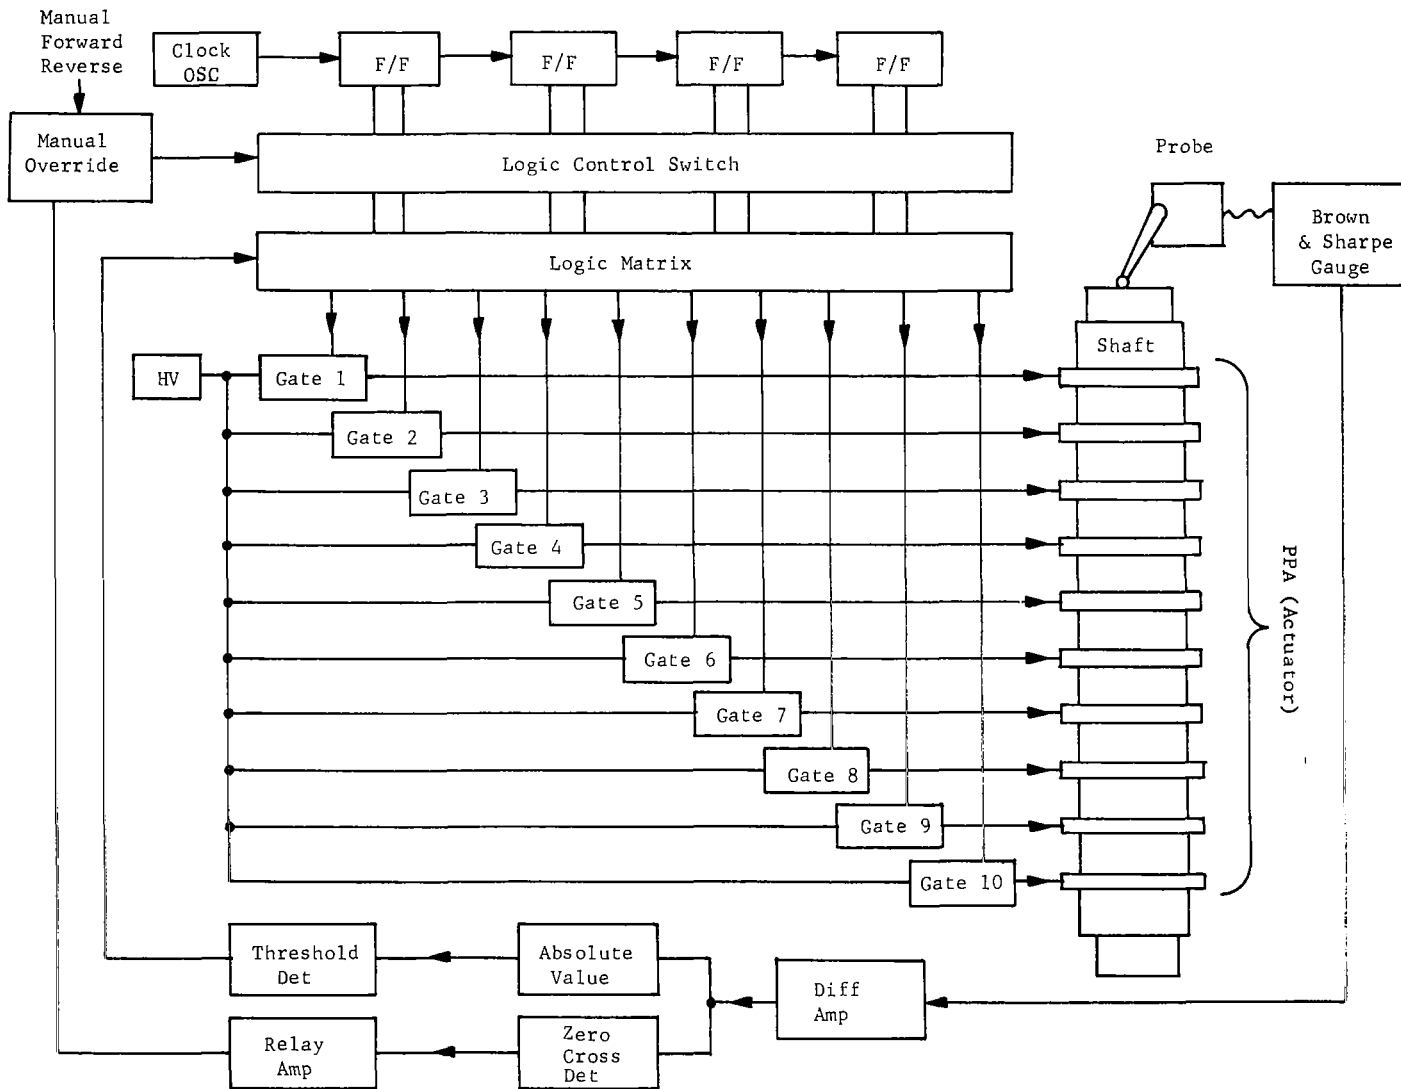 Manual
Forward
Reverse
Clock
OSC
F/F
F/F
F/F
F/F
Manual
Override
Logic Control Switch
Probe
Brown
& Sharpe
Gauge
Logic Matrix
Shaft
HV
Gate 1
Gate 2
Gate 3
Gate 4
Gate 5
Gate 6
Gate 7
Gate 8
Gate 9
Gate 10
PPA (Actuator)
Threshold
Det
Absolute
Value
Diff
Amp
Relay
Amp
Zero
Cross
Det